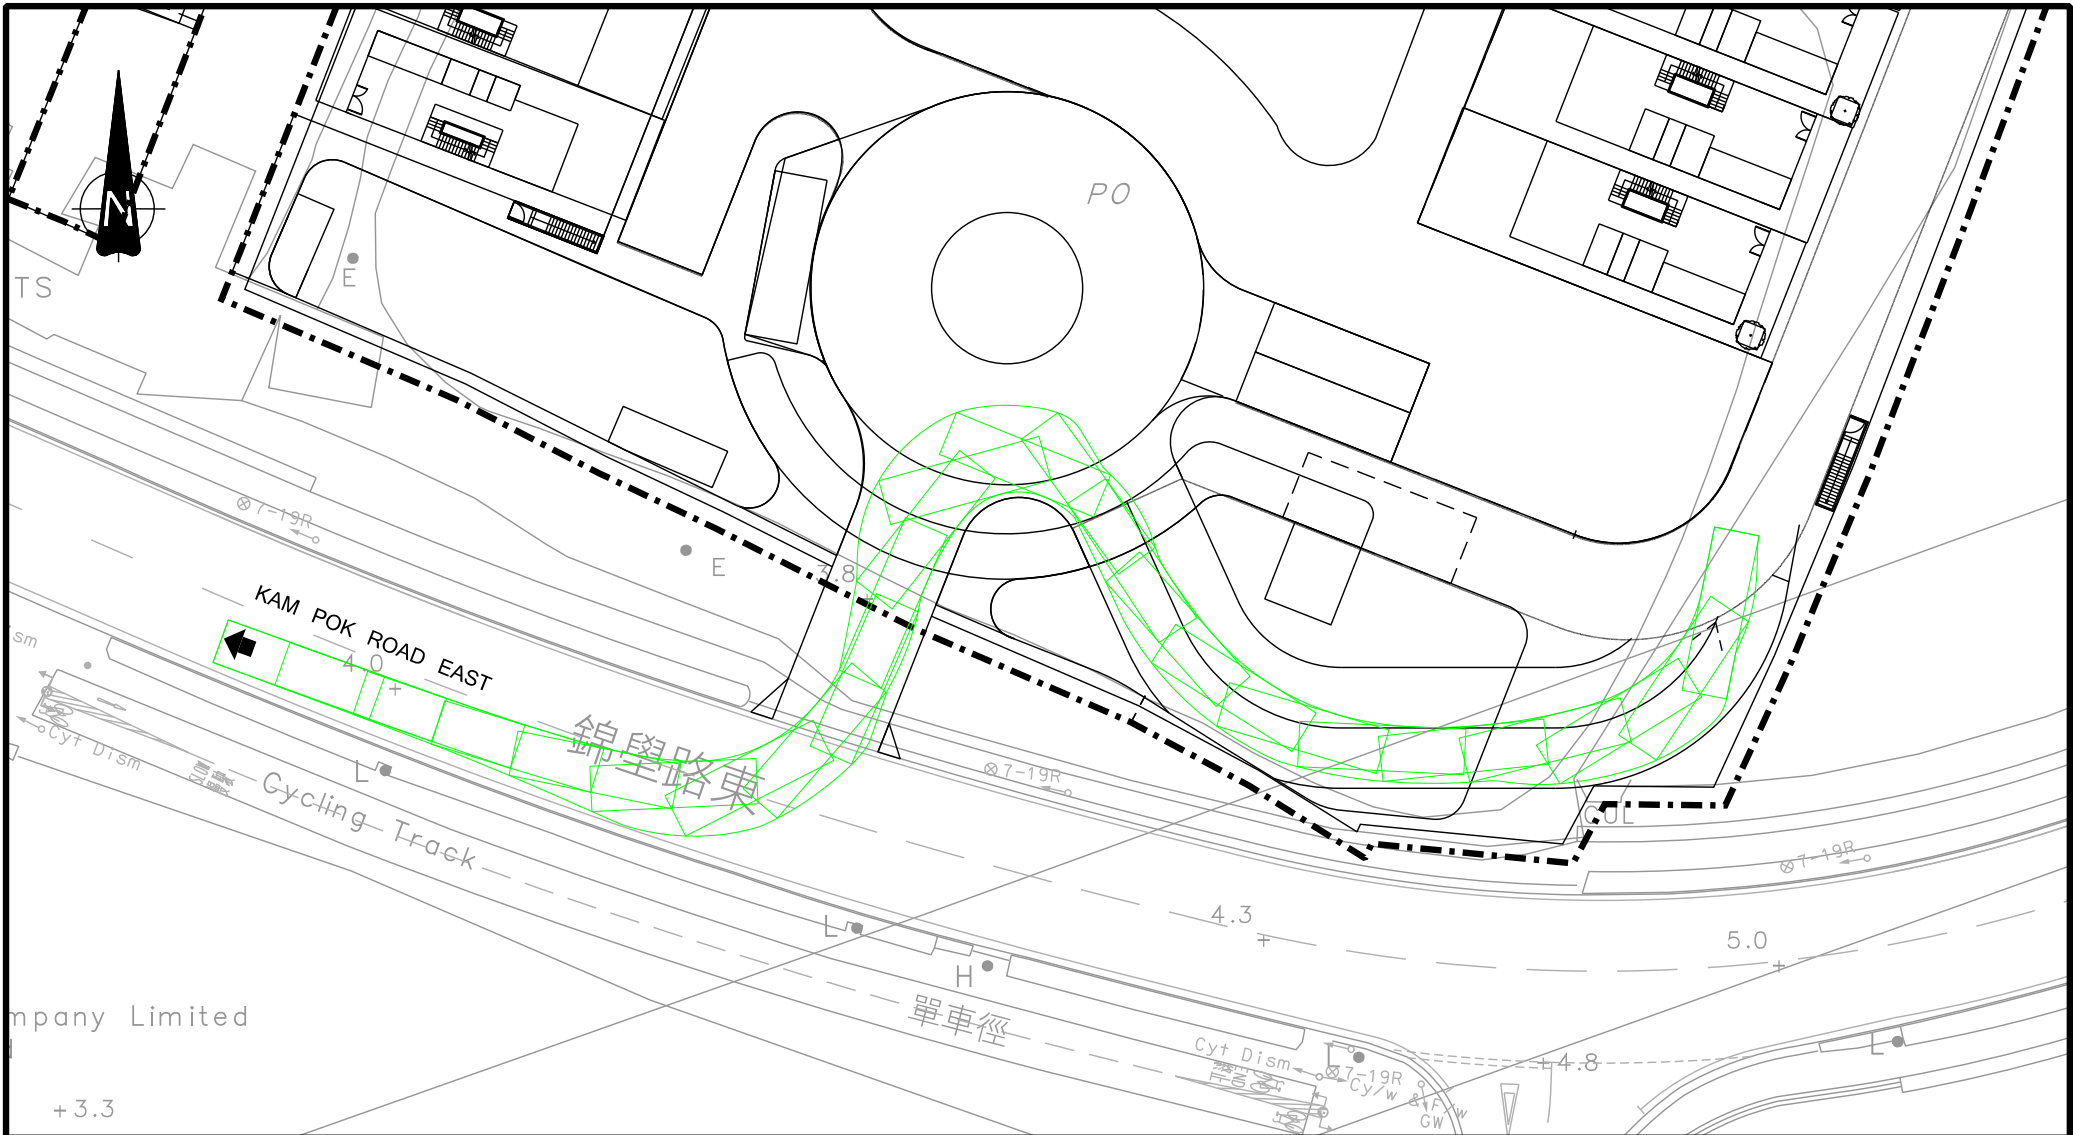 PO
N
TS
E
7-19R
E
3.8
KAM POK ROAD EAST
ism
4.0
錦壆路東
Cyt Dism
L
Cycling Track
7-19R
CUL
7-19R
L
4.3
5.0
H
mpany Limited
單車徑
Cyt Dism
L
7-19R
Cy/w & F/w
GW
+4.8
L
+3.3